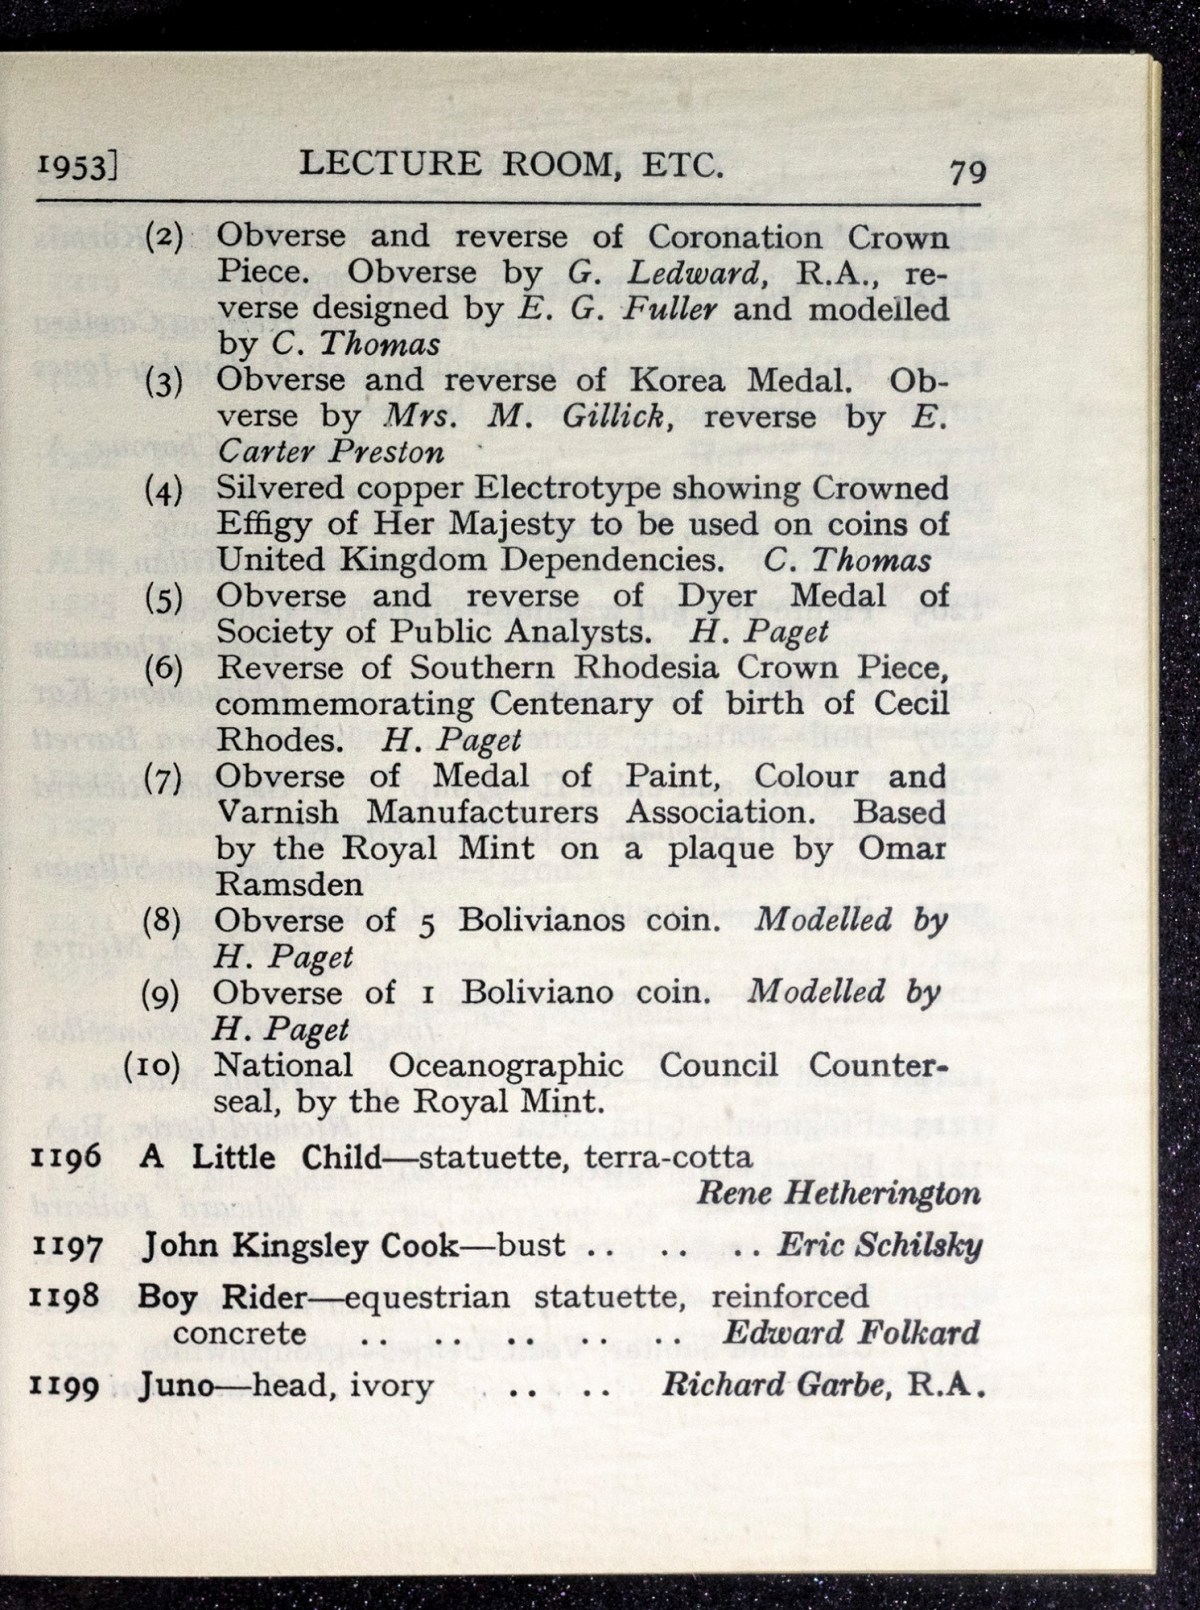 1953] LECTURE ROOM, ETC. 79
(2) Obverse and reverse of Coronation Crown
Piece. Obverse by G. Ledward, R.A., re-
verse designed by E. G. Fuller and modelled
by C. Thomas
(3) Obverse and reverse of Korea Medal. Ob-
verse by Mrs. M. Gillick, reverse by E.
Carter Preston
(4) Silvered copper Electrotype showing Crowned
Effigy of Her Majesty to be used on coins of
United Kingdom Dependencies. C. Thomas
(5) Obverse and reverse of Dyer Medal of
Society of Public Analysts. H. Paget
(6) Reverse of Southern Rhodesia Crown Piece,
commemorating Centenary of birth of Cecil
Rhodes. H. Paget
(7) Obverse of Medal of Paint, Colour and
Varnish Manufacturers Association. Based
by the Royal Mint on a plaque by Omar
Ramsden
(8) Obverse of 5 Bolivianos coin. Modelled by
H. Paget
(9) Obverse of 1 Boliviano coin. Modelled by
H. Paget
(10) National Oceanographic Council Counter-
seal, by the Royal Mint.
1196 A Little Child—statuette, terra-cotta
Rene Hetherington
1197 John Kingsley Cook—bust .. .. .. Eric Schilsky
1198 Boy Rider—equestrian statuette, reinforced
concrete .. .. .. .. .. Edward Folkard
1199 Juno—head, ivory .. .. Richard Garbe, R.A.